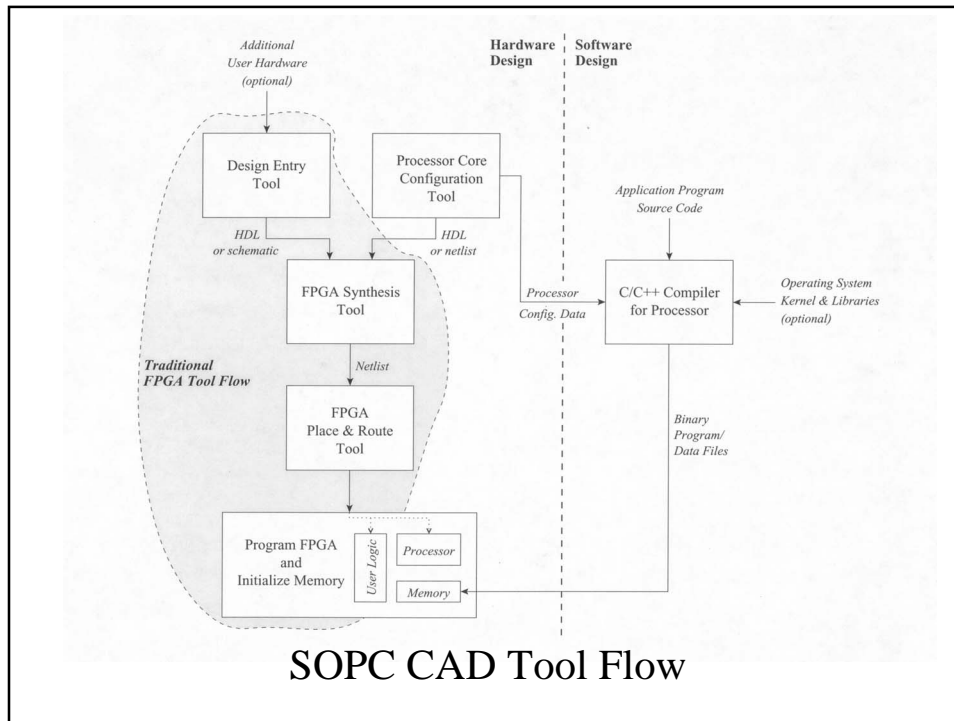 Additional
User Hardware
(optional)
Hardware
Design
Software
Design
Design Entry
Tool
Processor Core
Configuration
Tool
Application Program
Source Code
HDL
or schematic
HDL
or netlist
FPGA Synthesis
Tool
Processor
Config. Data
C/C++ Compiler
for Processor
Operating System
Kernel & Libraries
(optional)
Traditional
FPGA Tool Flow
Netlist
FPGA
Place & Route
Tool
Binary
Program/
Data Files
Program FPGA
and
Initialize Memory
User Logic
Processor
Memory
SOPC CAD Tool Flow